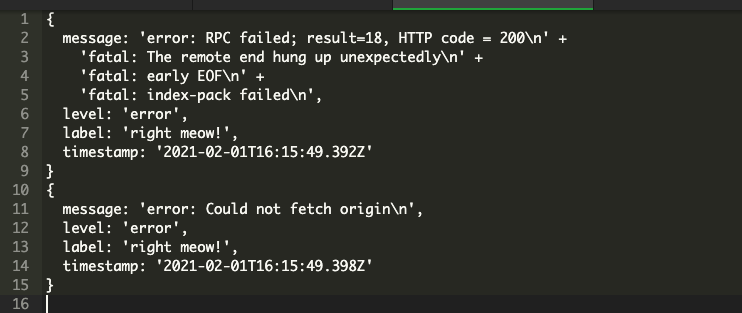 1 {
2 message: 'error: RPC failed; result=18, HTTP code = 200\n' +
3 'fatal: The remote end hung up unexpectedly\n' +
4 'fatal: early EOF\n' +
5 'fatal: index-pack failed\n',
6 level: 'error',
7 label: 'right meow!',
8 timestamp: '2021-02-01T16:15:49.392Z'
9 }
10 {
11 message: 'error: Could not fetch origin\n',
12 level: 'error',
13 label: 'right meow!',
14 timestamp: '2021-02-01T16:15:49.398Z'
15 }
16